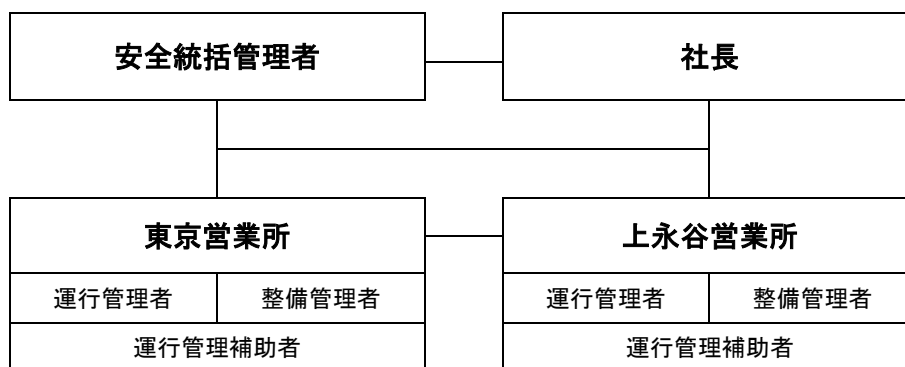 安全統括管理者
社長
東京営業所
上永谷営業所
運行管理者
整備管理者
運行管理者
整備管理者
運行管理補助者
運行管理補助者